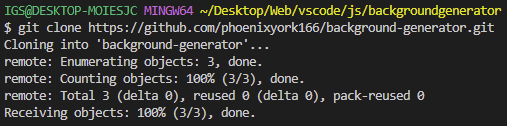 IGS@DESKTOP-MOIESJC MINGW64 ~/Desktop/Web/vscode/js/backgroundgenerator
$ git clone https://github.com/phoenixyork166/background-generator.git
Cloning into 'background-generator'...
remote: Enumerating objects: 3, done.
remote: Counting objects: 100% (3/3), done.
remote: Total 3 (delta 0), reused 0 (delta 0), pack-reused 0
Receiving objects: 100% (3/3), done.